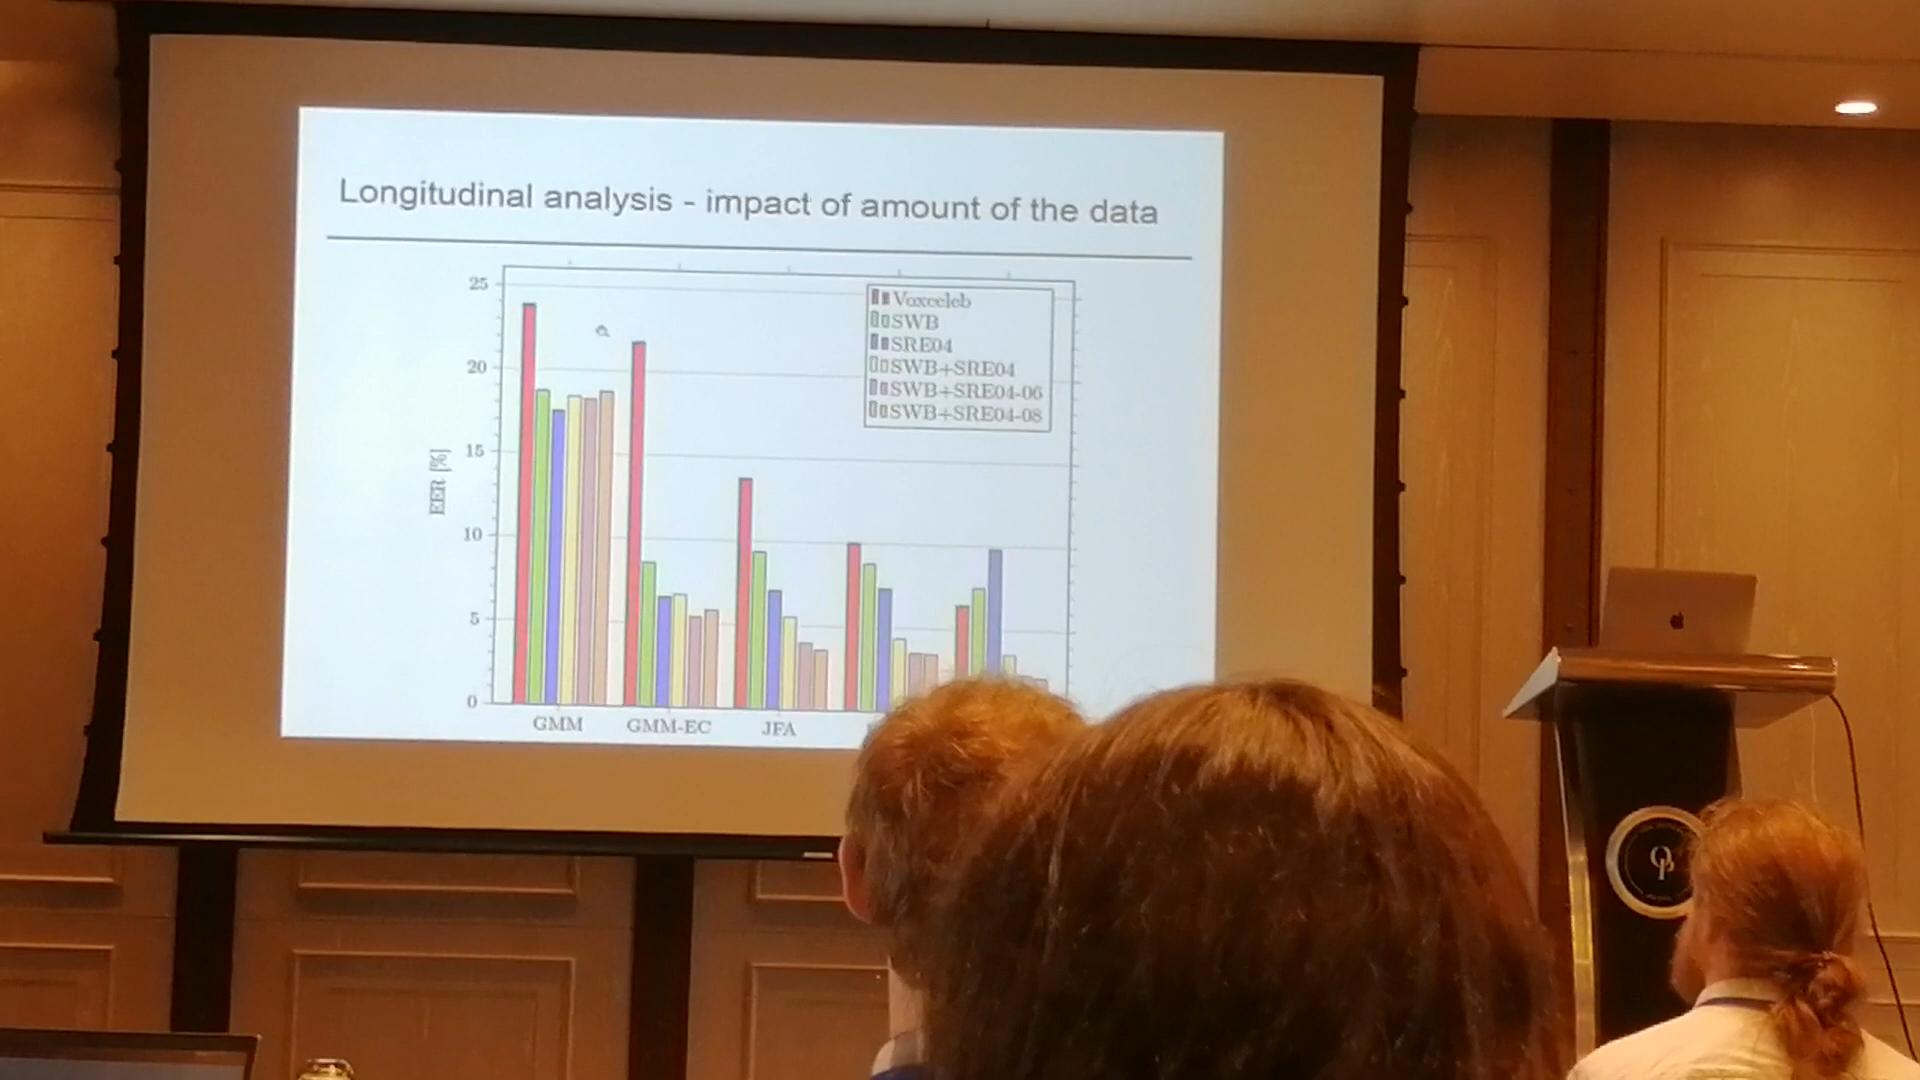 Longitudinal analysis - impact of amount of the data
25
20
15
10
5
0
EER [%]
Voxceleb
SWB
SRE04
SWB+SRE04
SWB+SRE04-06
SWB+SRE04-08
GMM
GMM-EC
JFA